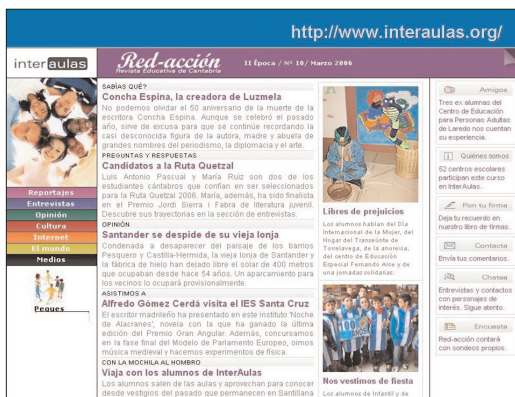 http://www.interaulas.org/
inter aulas
Red-acción
Revista Educativa de Cantabria
II Época / Nº 10/ Marzo 2006
Reportajes
Entrevistas
Opinión
Cultura
Internet
El mundo
Medios
Peques
SABÍAS QUÉ?
Concha Espina, la creadora de Luzmela
No podemos olvidar el 50 aniversario de la muerte de la
escritora Concha Espina. Aunque se celebró el pasado
año, sirve de excusa para que se continúe recordando la
casi desconocida figura de la autora, madre y abuela de
grandes nombres del periodismo, la diplomacia y el arte.
PREGUNTAS Y RESPUESTAS
Candidatos a la Ruta Quetzal
Luis Antonio Pascual y María Ruiz son dos de los
estudiantes cántabros que confían en ser seleccionados
para la Ruta Quetzal 2006. María, además, ha sido finalista
en el Premio Jordi Sierra i Fabra de literatura juvenil.
Descubre sus trayectorias en la sección de entrevistas.
OPINIÓN
Santander se despide de su vieja lonja
Condenada a desaparecer del paisaje de los barrios
Pesquero y Castilla-Hermida, la vieja lonja de Santander y
la fábrica de hielo han dejado libre el solar de 400 metros
que ocupaban desde hace 54 años. Un aparcamiento para
los vecinos lo ocupará provisionalmente.
ASISTIMOS A
Alfredo Gómez Cerdá visita el IES Santa Cruz
El escritor madrileño ha presentado en este instituto 'Noche
de Alacranes', novela con la que ha ganado la última
edición del Premio Gran Angular. Además, concursamos
en la fase final del Modelo de Parlamento Europeo, oímos
música medieval y hacemos experimentos de física.
CON LA MOCHILA AL HOMBRO
Viaja con los alumnos de InterAulas
Los alumnos salen de las aulas y aprovechan para conocer
desde vestigios del pasado que permanecen en Santillana
Libres de prejuicios
Los alumnos hablan del Día
Internacional de la Mujer, del
Hogar del Transeúnte de
Torrelavega, de la anorexia,
del centro de Educación
Especial Fernando Arce y de
una jornadas solidarias.
Nos vestimos de fiesta
Los alumnos de Infantil y de
Amigos
Tres ex alumnas del
Centro de Educación
para Personas Adultas
de Laredo nos cuentan
su experiencia.
Quiénes somos
52 centros escolares
participan este curso
en InterAulas.
Pon tu firma
Deja tu recuerdo en
nuestro libro de firmas.
Contacta
Envía tus comentarios.
Chatea
Entrevistas y contactos
con personajes de
interés. Sigue atento.
Encuesta
Red-acción contará
con sondeos propios.